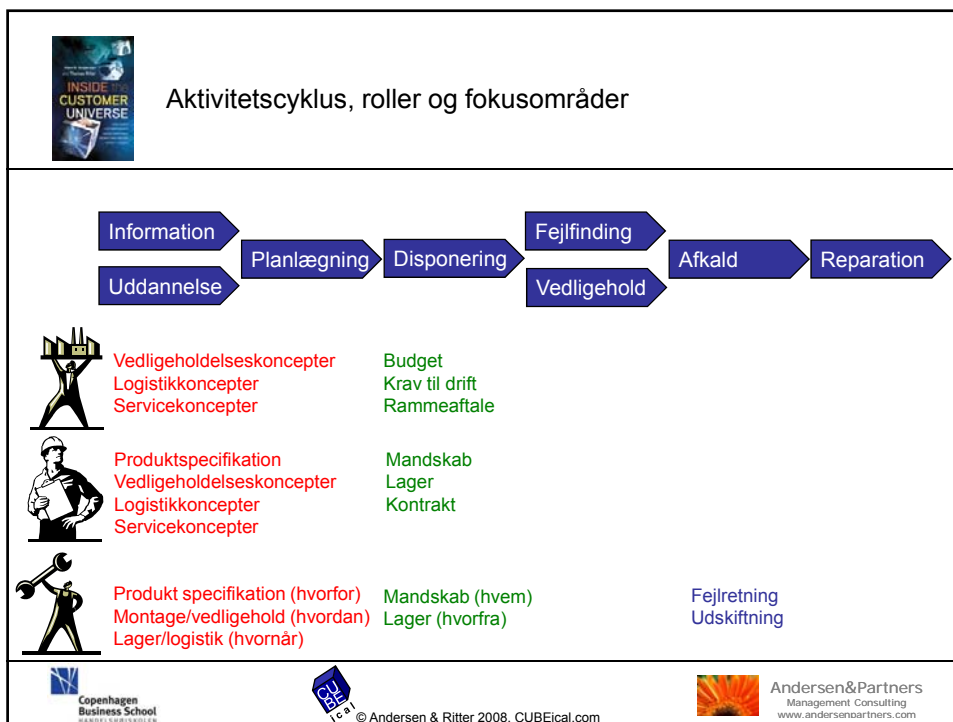 INSIDE the
CUSTOMER
UNIVERSE
Aktivitetscyklus, roller og fokusområder
Information
Uddannelse
Planlægning
Disponering
Fejlfinding
Vedligehold
Afkald
Reparation
Vedligeholdelseskoncepter
Logistikkoncepter
Servicekoncepter
Budget
Krav til drift
Rammeaftale
Produktspecifikation
Vedligeholdelseskoncepter
Logistikkoncepter
Servicekoncepter
Mandskab
Lager
Kontrakt
Produkt specifikation (hvorfor)
Montage/vedligehold (hvordan)
Lager/logistik (hvornår)
Mandskab (hvem)
Lager (hvorfra)
Fejlretning
Udskiftning
Copenhagen
Business School
HANDELSHØJSKOLEN
CUBEical
© Andersen & Ritter 2008, CUBEical.com
Andersen&Partners
Management Consulting
www.andersenpartners.com